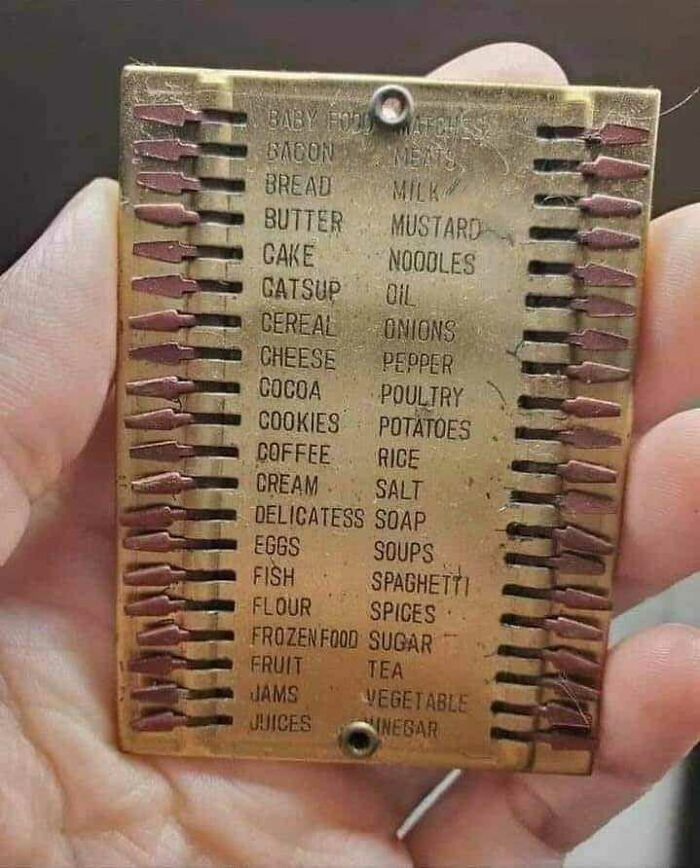 BABY FOOD MATCHES
BACON MEATS
BREAD MILK
BUTTER MUSTARD
CAKE NOODLES
CATSUP OIL
CEREAL ONIONS
CHEESE PEPPER
COCOA POULTRY
COOKIES POTATOES
COFFEE RICE
CREAM SALT
DELICATESS SOAP
EGGS SOUPS
FISH SPAGHETTI
FLOUR SPICES
FROZEN FOOD SUGAR
FRUIT TEA
JAMS VEGETABLE
JUICES VINEGAR